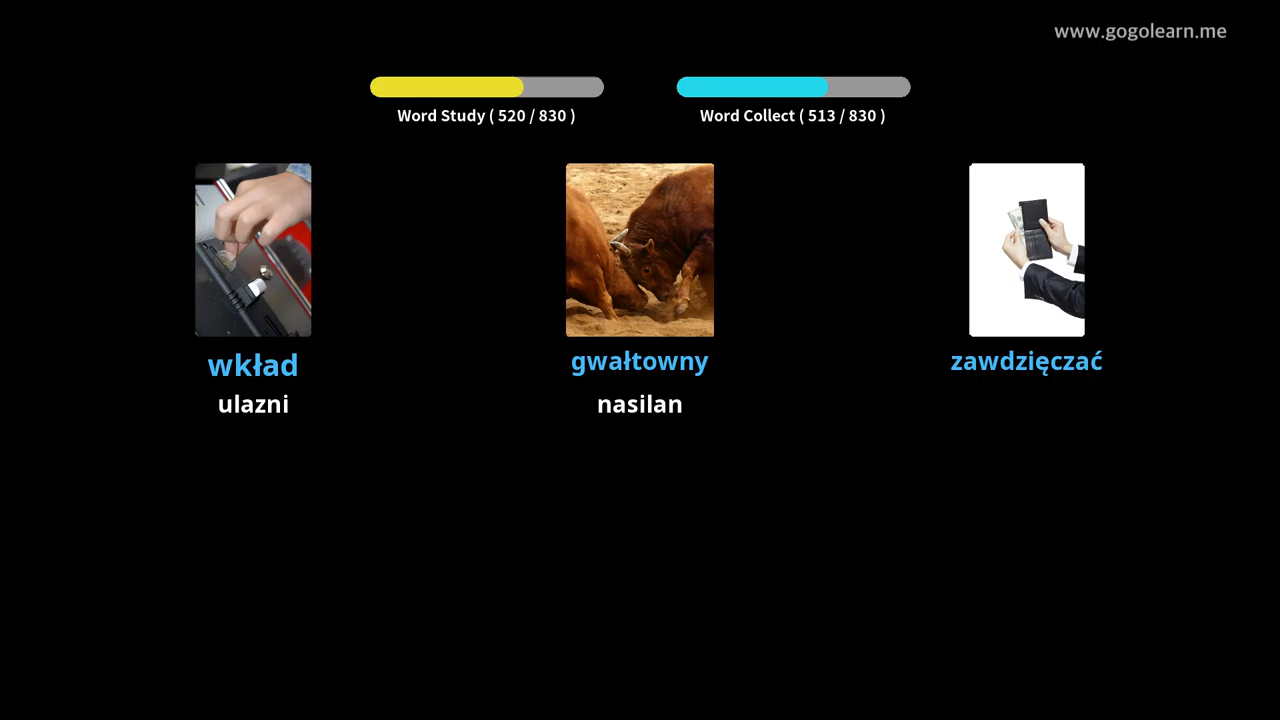 www.gogolearn.me
Word Study ( 520 / 830 )
Word Collect ( 513 / 830 )
wkład
gwałtowny
zawdzięczać
ulazni
nasilan